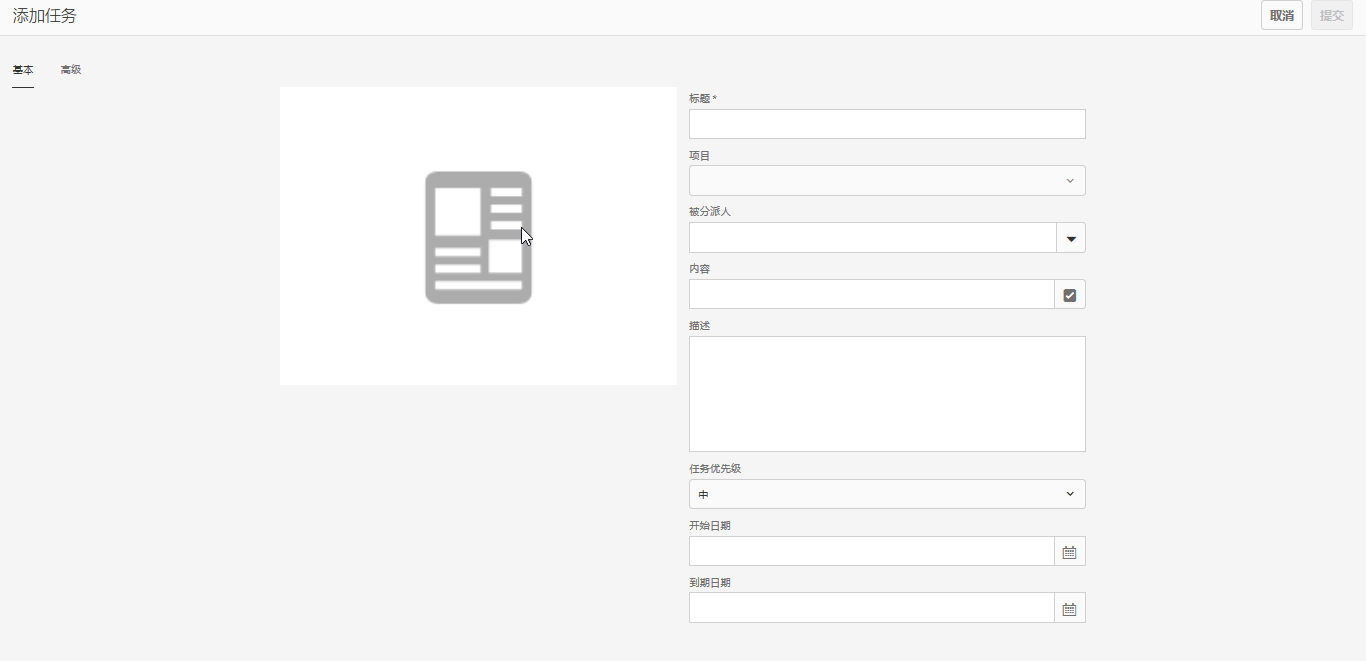 添加任务
取消
提交
基本
高级
标题 *
项目
被分派人
内容
描述
任务优先级
中
开始日期
到期日期